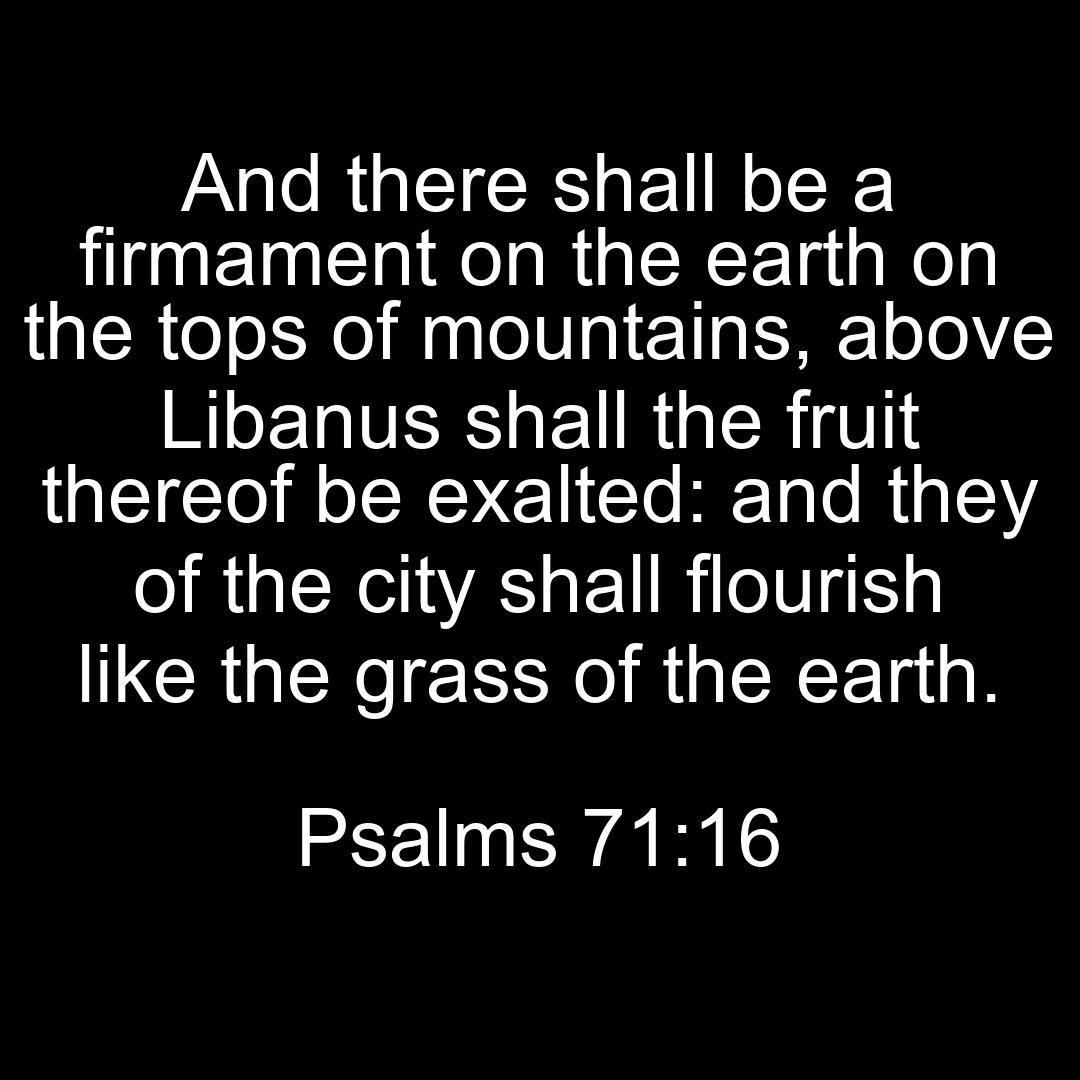 And there shall be a
firmament on the earth on
the tops of mountains, above
Libanus shall the fruit
thereof be exalted: and they
of the city shall flourish
like the grass of the earth.
Psalms 71:16